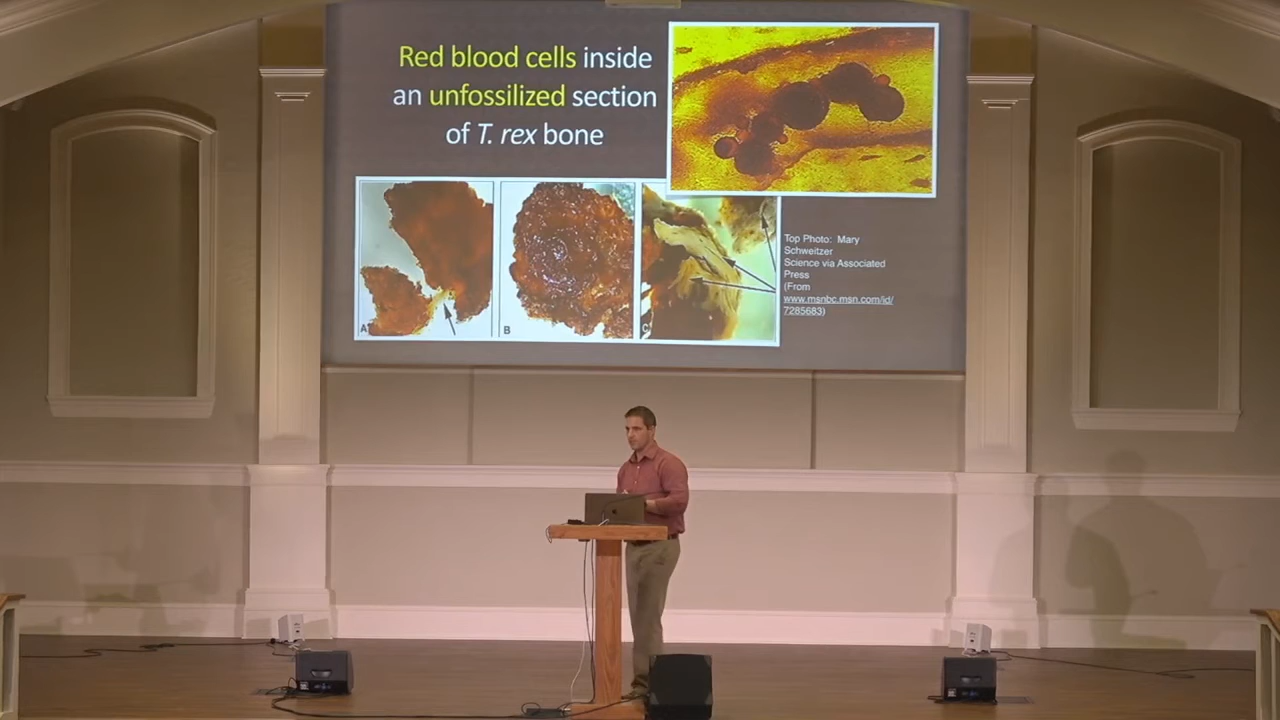 Red blood cells inside
an unfossilized section
of T. rex bone
A
B
C
Top Photo: Mary
Schweitzer
Science via Associated
Press
(From
www.msnbc.msn.com/id/
7285683)